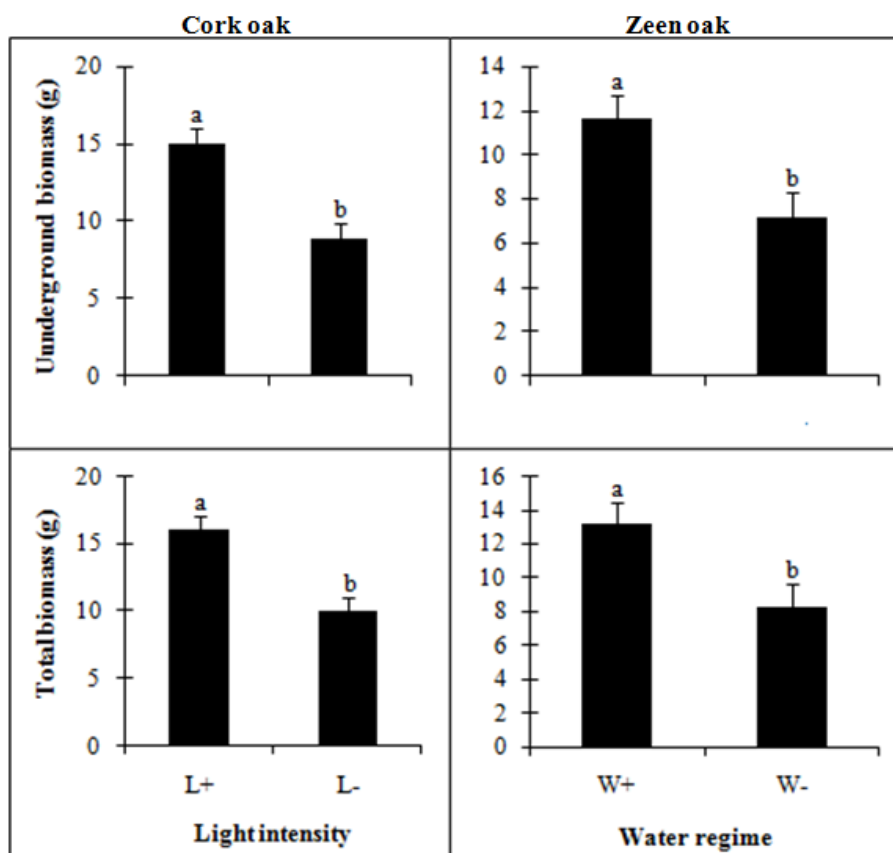 Cork oak
Zeen oak
Unnderground biomass (g)
20
15
10
5
0
a
b
14
12
10
8
6
4
2
0
a
b
Total biomass (g)
20
15
10
5
0
a
b
L+
L-
Light intensity
16
14
12
10
8
6
4
2
0
a
b
W+
W-
Water regime